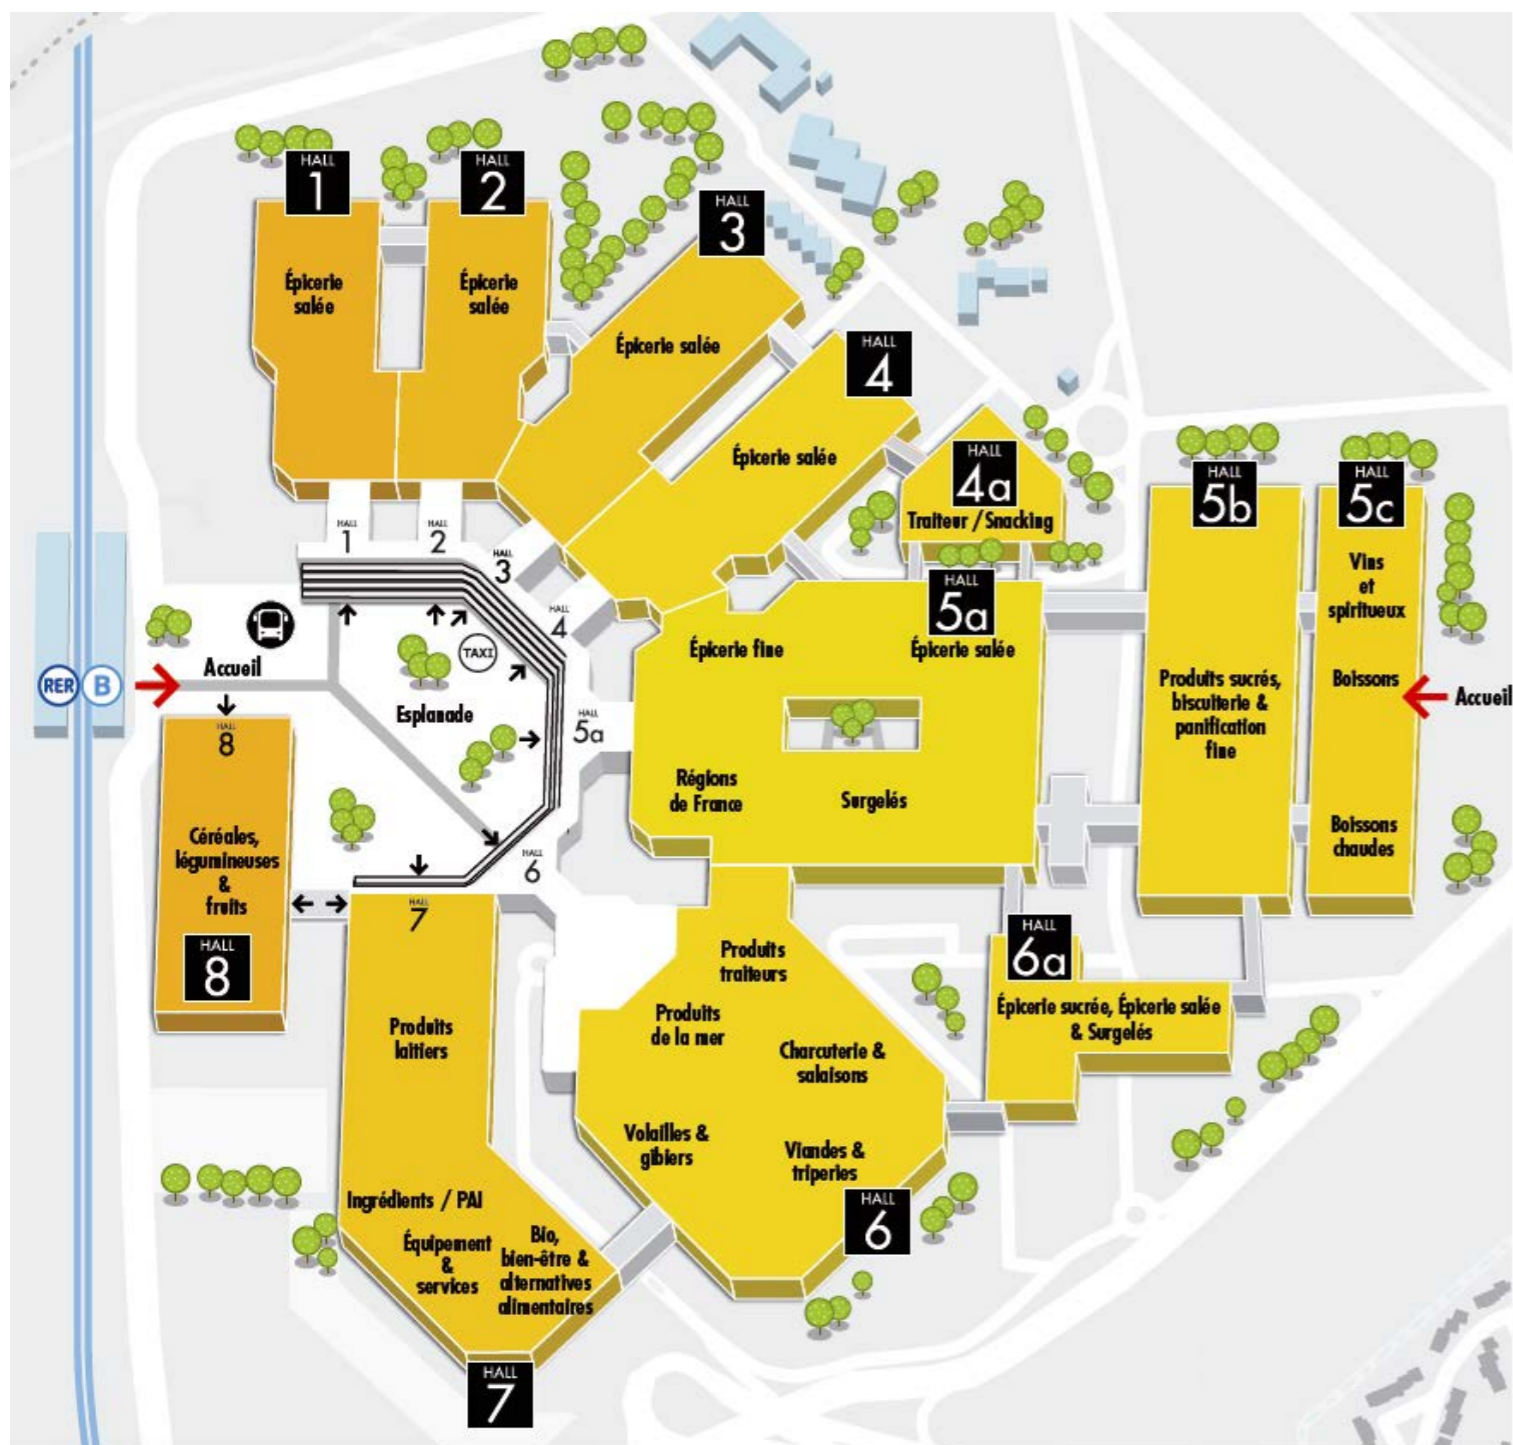 HALL
1
HALL
2
HALL
3
HALL
4
Épicerie
salée
Épicerie
salée
Épicerie salée
Épicerie salée
HALL
4a
Traiteur / Snacking
HALL
5b
HALL
5c
HALL
1
HALL
2
HALL
3
HALL
4
HALL
5a
Vins
et
spiritueux
TAXI
Épicerie fine
Épicerie salée
RER
B
Accueil
Esplanade
HALL
5a
Produits sucrés,
biscuiterie &
panification
fine
Boissons
Accueil
HALL
8
Régions
de France
Surgelés
Boissons
chaudes
Céréales,
légumineuses
&
fruits
HALL
6
HALL
7
HALL
8
Produits
traiteurs
HALL
6a
Épicerie sucrée, Épicerie salée
& Surgelés
Produits
laitiers
Produits
de la mer
Charcuterie &
salaisons
Volailles &
gibiers
Viandes &
triperies
HALL
6
Ingrédients / PAI
Équipement
&
services
Bio,
bien-être &
alternatives
alimentaires
HALL
7